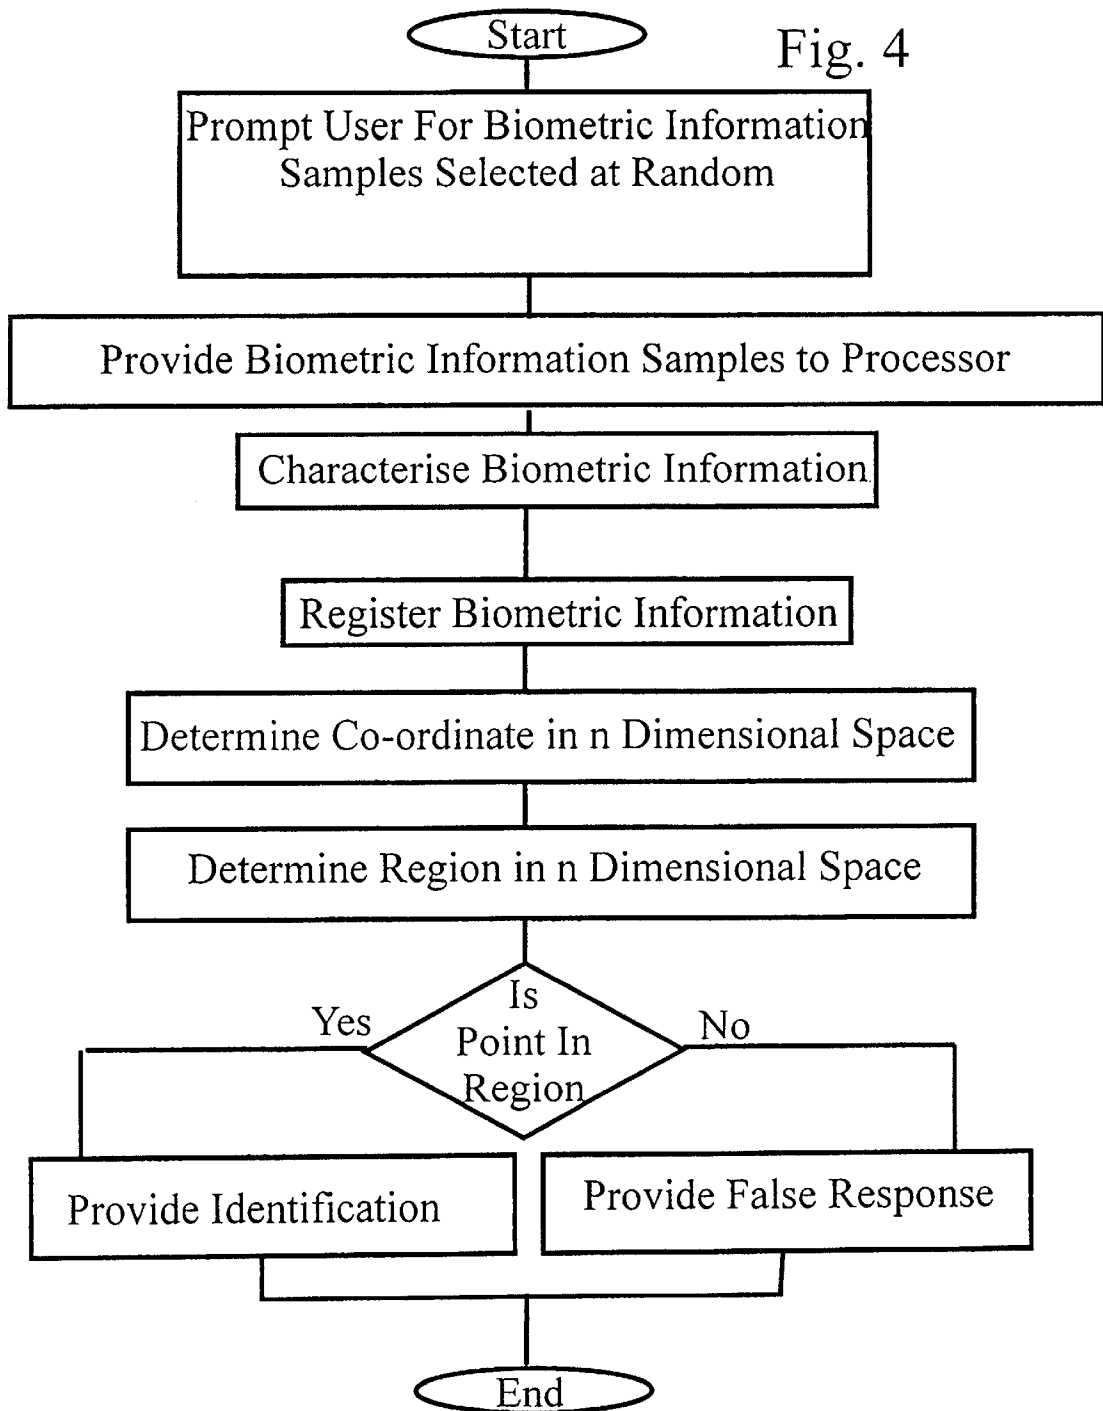 Start
Fig. 4
Prompt User For Biometric Information
Samples Selected at Random
Provide Biometric Information Samples to Processor
Characterise Biometric Information
Register Biometric Information
Determine Co-ordinate in n Dimensional Space
Determine Region in n Dimensional Space
Is
Point In
Region
Yes
No
Provide Identification
Provide False Response
End